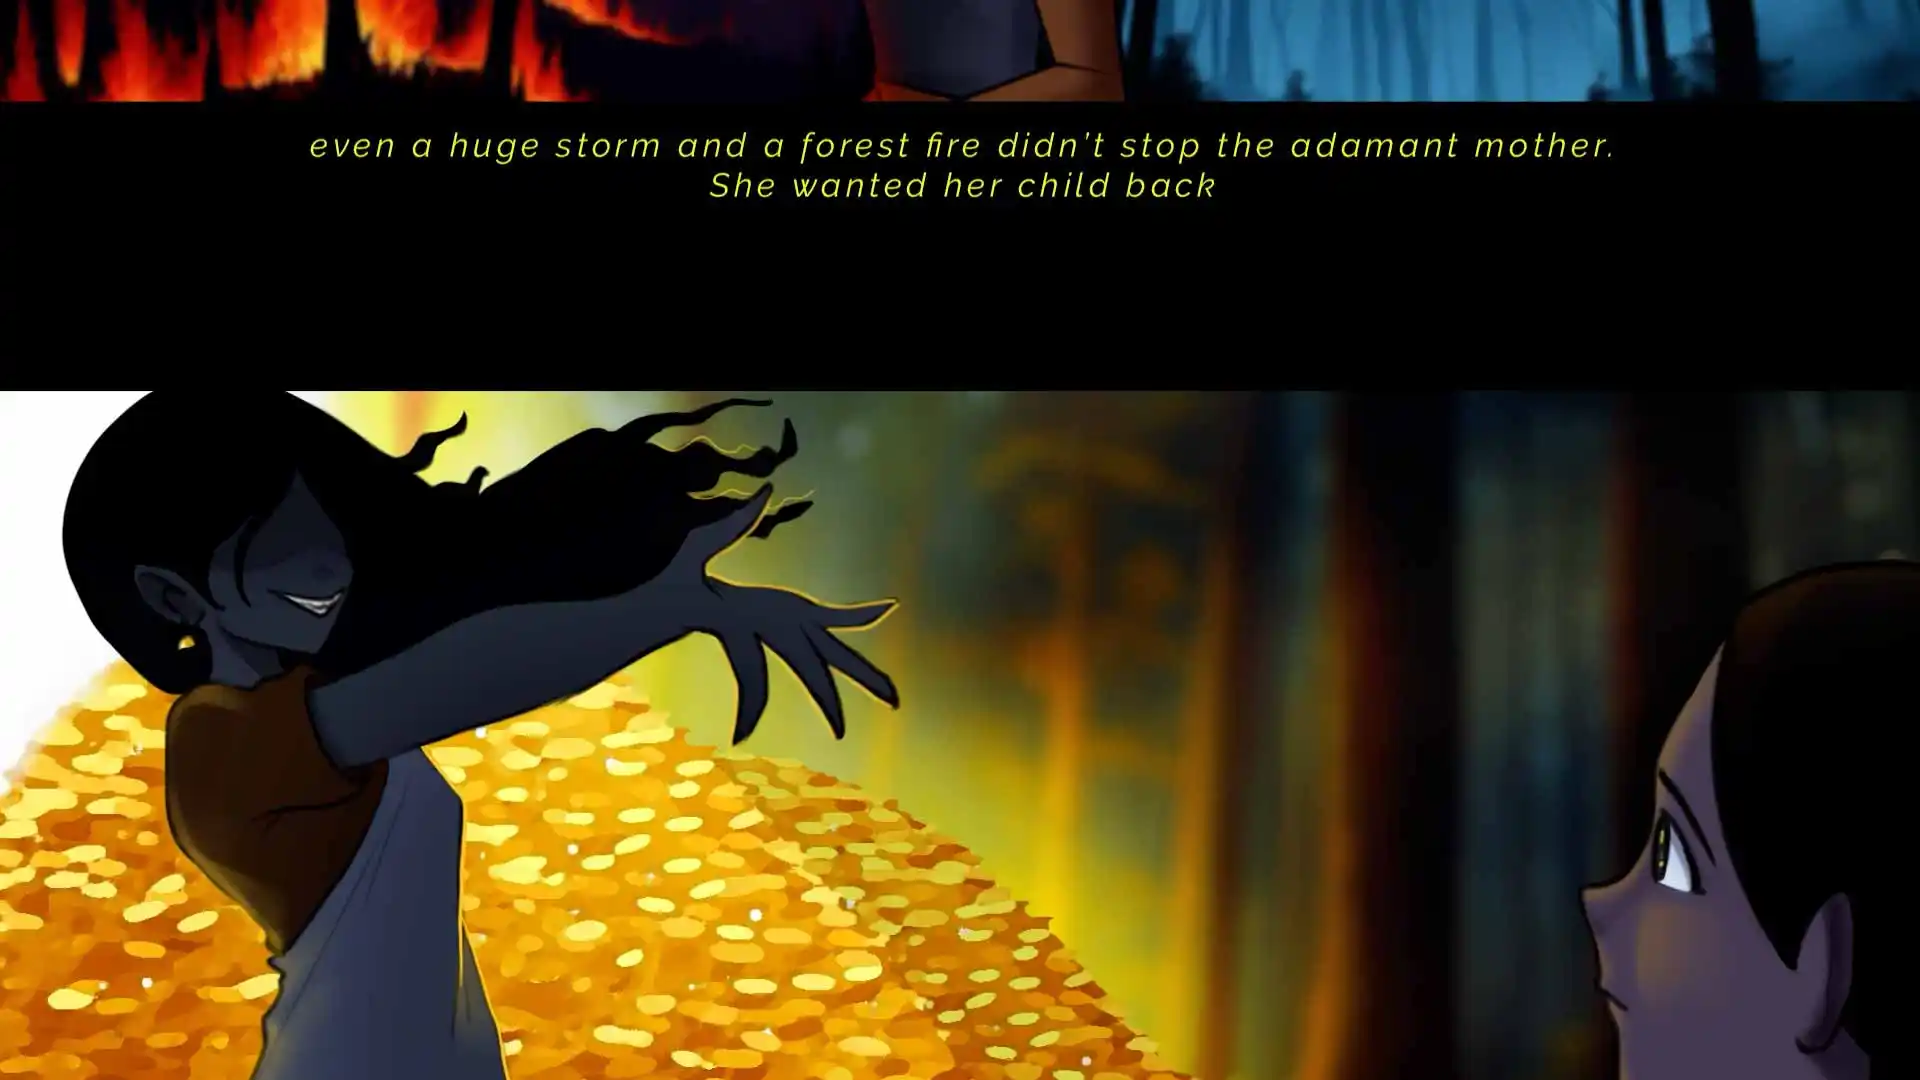 even a huge storm and a forest fire didn't stop the adamant mother.
She wanted her child back